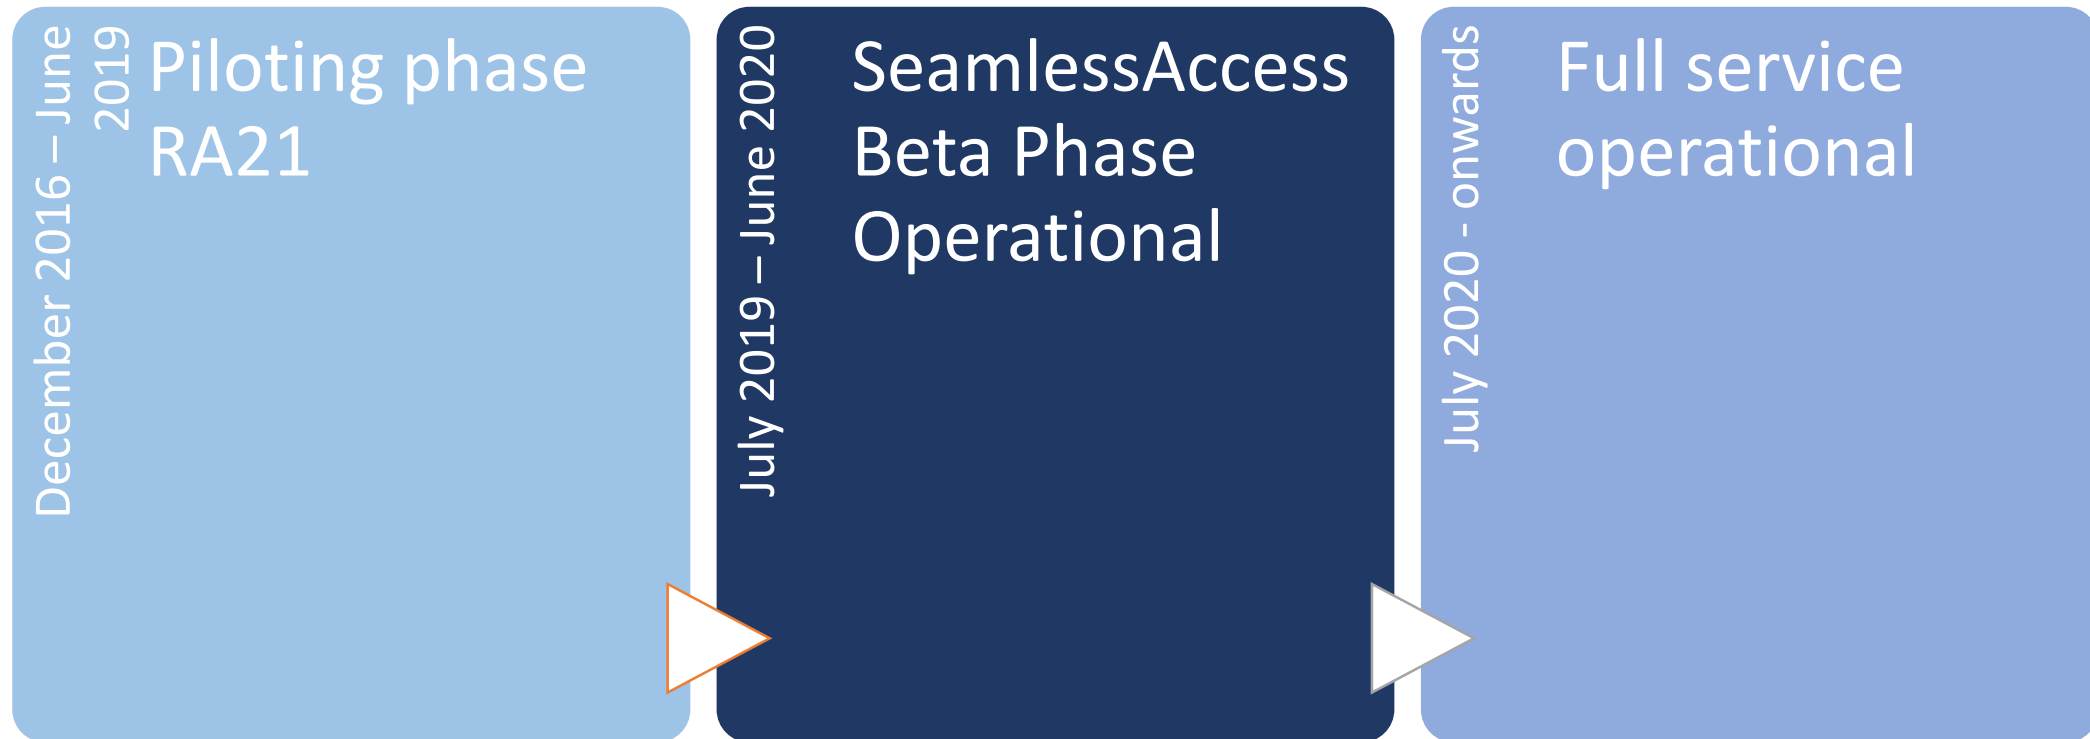 December 2016 – June
2019
Piloting phase
RA21
July 2019 – June 2020
SeamlessAccess
Beta Phase
Operational
July 2020 - onwards
Full service
operational